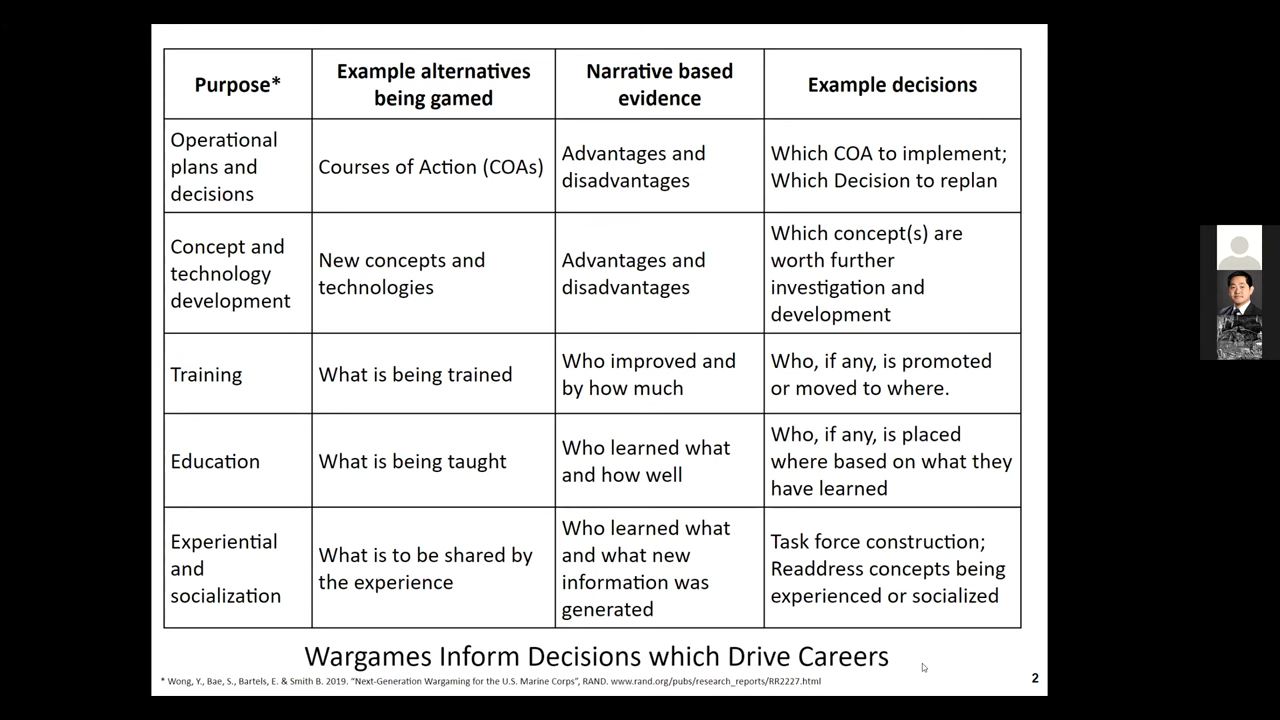 Purpose*
Example alternatives
being gamed
Narrative based
evidence
Example decisions
Operational
plans and
decisions
Courses of Action (COAs)
Advantages and
disadvantages
Which COA to implement;
Which Decision to replan
Concept and
technology
development
New concepts and
technologies
Advantages and
disadvantages
Which concept(s) are
worth further
investigation and
development
Training
What is being trained
Who improved and
by how much
Who, if any, is promoted
or moved to where.
Education
What is being taught
Who learned what
and how well
Who, if any, is placed
where based on what they
have learned
Experiential
and
socialization
What is to be shared by
the experience
Who learned what
and what new
information was
generated
Task force construction;
Readdress concepts being
experienced or socialized
Wargames Inform Decisions which Drive Careers
* Wong, Y., Bae, S., Bartels, E. & Smith B. 2019. “Next-Generation Wargaming for the U.S. Marine Corps”, RAND. www.rand.org/pubs/research_reports/RR2227.html
2